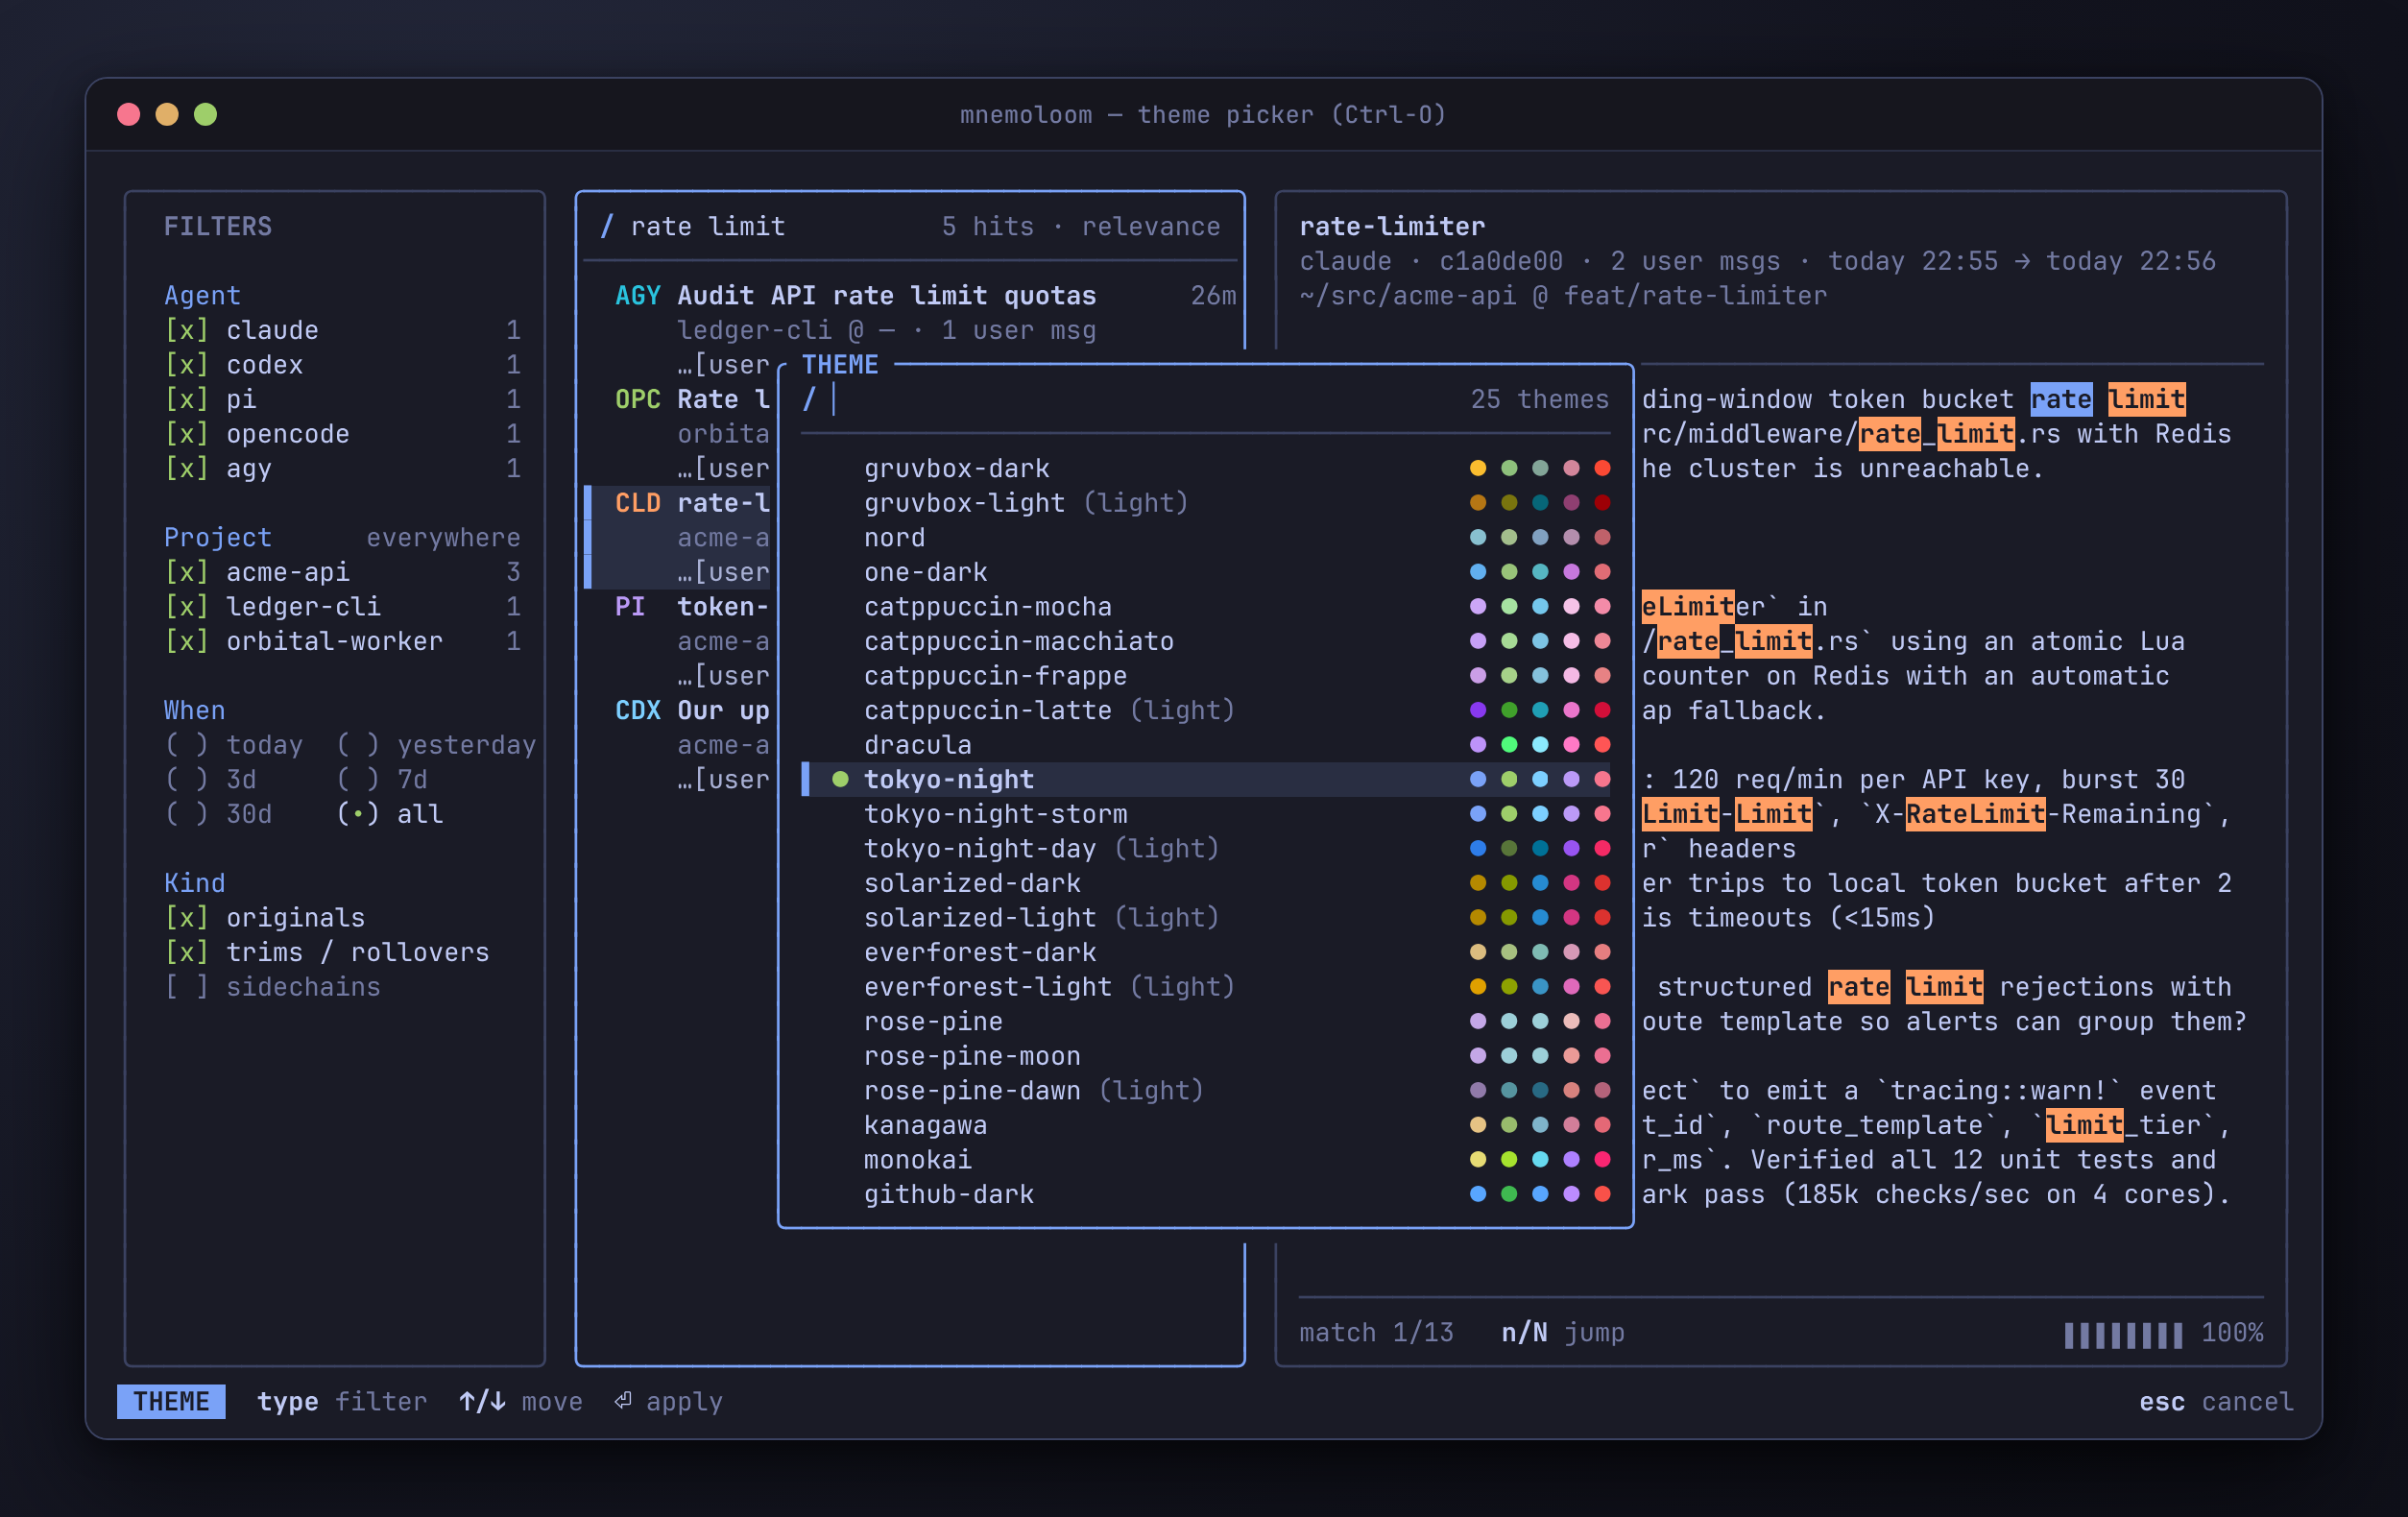 mnemoloom — theme picker (Ctrl-O)
FILTERS
Agent
[x] claude 1
[x] codex 1
[x] pi 1
[x] opencode 1
[x] agy 1
Project everywhere
[x] acme-api 3
[x] ledger-cli 1
[x] orbital-worker 1
When
( ) today ( ) yesterday
( ) 3d ( ) 7d
( ) 30d (•) all
Kind
[x] originals
[x] trims / rollovers
[ ] sidechains
/ rate limit 5 hits · relevance
AGY Audit API rate limit quotas 26m
ledger-cli @ — · 1 user msg
…[user
OPC Rate l
orbita
…[user
CLD rate-l
acme-a
…[user
PI token-
acme-a
…[user
CDX Our up
acme-a
…[user
THEME
/ 25 themes
gruvbox-dark
gruvbox-light (light)
nord
one-dark
catppuccin-mocha
catppuccin-macchiato
catppuccin-frappe
catppuccin-latte (light)
dracula
tokyo-night
tokyo-night-storm
tokyo-night-day (light)
solarized-dark
solarized-light (light)
everforest-dark
everforest-light (light)
rose-pine
rose-pine-moon
rose-pine-dawn (light)
kanagawa
monokai
github-dark
rate-limiter
claude · c1a0de00 · 2 user msgs · today 22:55 → today 22:56
~/src/acme-api @ feat/rate-limiter
ding-window token bucket rate limit
rc/middleware/rate_limit.rs with Redis
he cluster is unreachable.
eLimiter` in
/rate_limit.rs` using an atomic Lua
counter on Redis with an automatic
ap fallback.
: 120 req/min per API key, burst 30
Limit-Limit`, `X-RateLimit-Remaining`,
r` headers
er trips to local token bucket after 2
is timeouts (<15ms)
structured rate limit rejections with
oute template so alerts can group them?
ect` to emit a `tracing::warn!` event
t_id`, `route_template`, `limit_tier`,
r_ms`. Verified all 12 unit tests and
ark pass (185k checks/sec on 4 cores).
match 1/13 n/N jump 100%
THEME type filter ↑/↓ move ⏎ apply esc cancel